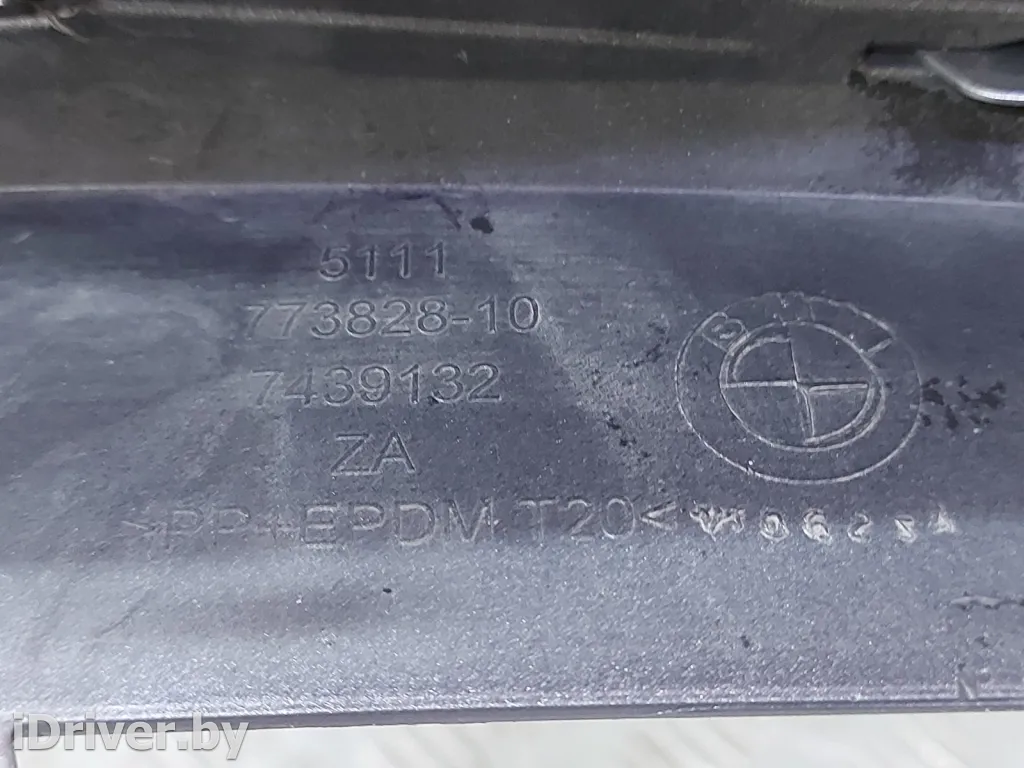 5111
773828-10
7439132
ZA
>PP+EPDM T20<
iDriver.by